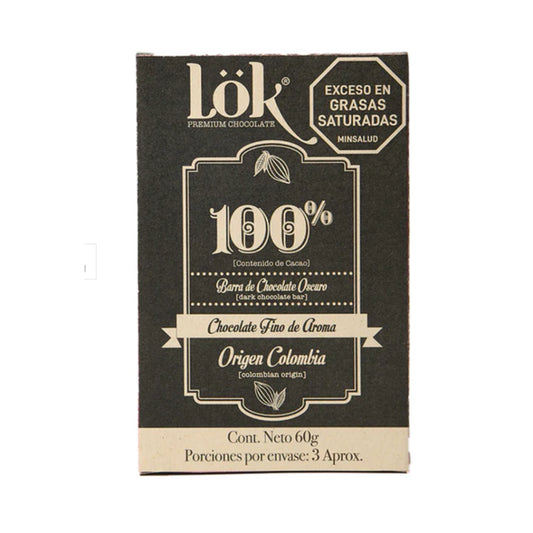 Lök®
PREMIUM CHOCOLATE
EXCESO EN
GRASAS
SATURADAS
MINSALUD
100%
[Contenido de Cacao]
Barra de Chocolate Oscuro
[dark chocolate bar]
Chocolate Fino de Aroma
Origen Colombia
[colombian origin]
Cont. Neto 60g
Porciones por envase: 3 Aprox.